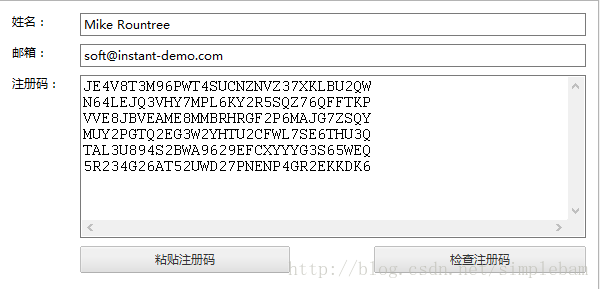 姓名： Mike Rountree
邮箱： soft@instant-demo.com
注册码：
JE4V8T3M96PWT4SUCNZNVZ37XKLBU2QW
N64LEJQ3VHY7MPL6KY2R5SQZ76QFFTKP
VVE8JBVEAME8MMBRHRGF2P6MAJG7ZSQY
MUY2PGTQ2EG3W2YHTU2CFWL7SE6THU3Q
TAL3U894S2BWA9629EFCXYYYG3S65WEQ
5R234G26AT52UWD27PNENP4GR2EKKDK6
粘贴注册码 检查注册码
http://blog.csdn.net/simplebam